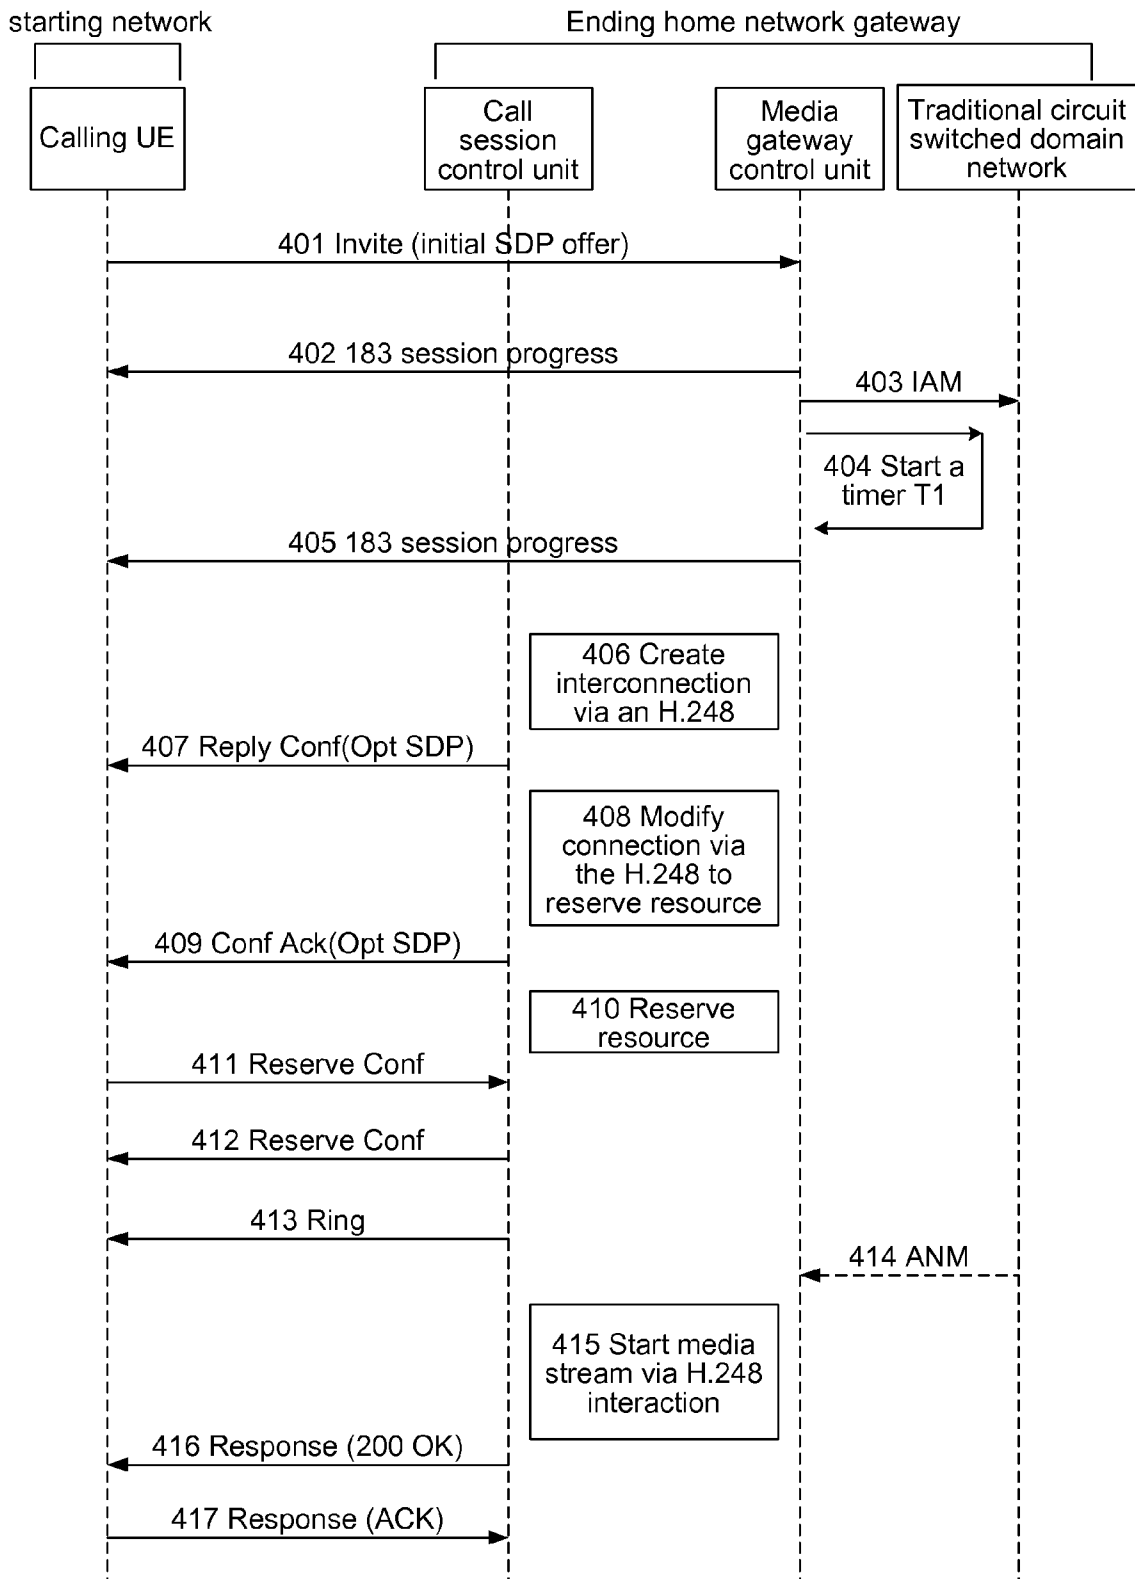 starting network
Ending home network gateway
Calling UE
Call
session
control unit
Media
gateway
control unit
Traditional circuit
switched domain
network
401 Invite (initial SDP offer)
402 183 session progress
403 IAM
404 Start a
timer T1
405 183 session progress
406 Create
interconnection
via an H.248
407 Reply Conf(Opt SDP)
408 Modify
connection via
the H.248 to
reserve resource
409 Conf Ack(Opt SDP)
410 Reserve
resource
411 Reserve Conf
412 Reserve Conf
413 Ring
414 ANM
415 Start media
stream via H.248
interaction
416 Response (200 OK)
417 Response (ACK)